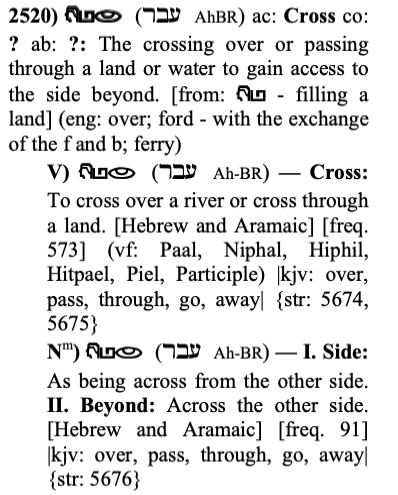 2520) (עבר AhBR) ac: Cross co:
? ab: ?: The crossing over or passing
through a land or water to gain access to
the side beyond. [from: - filling a
land] (eng: over; ford - with the exchange
of the f and b; ferry)
V) (עבר Ah-BR) — Cross:
To cross over a river or cross through
a land. [Hebrew and Aramaic] [freq.
573] (vf: Paal, Niphal, Hiphil,
Hitpael, Piel, Participle) |kjv: over,
pass, through, go, away| {str: 5674,
5675}
Nᵐ) (עבר Ah-BR) — I. Side:
As being across from the other side.
II. Beyond: Across the other side.
[Hebrew and Aramaic] [freq. 91]
|kjv: over, pass, through, go, away|
{str: 5676}